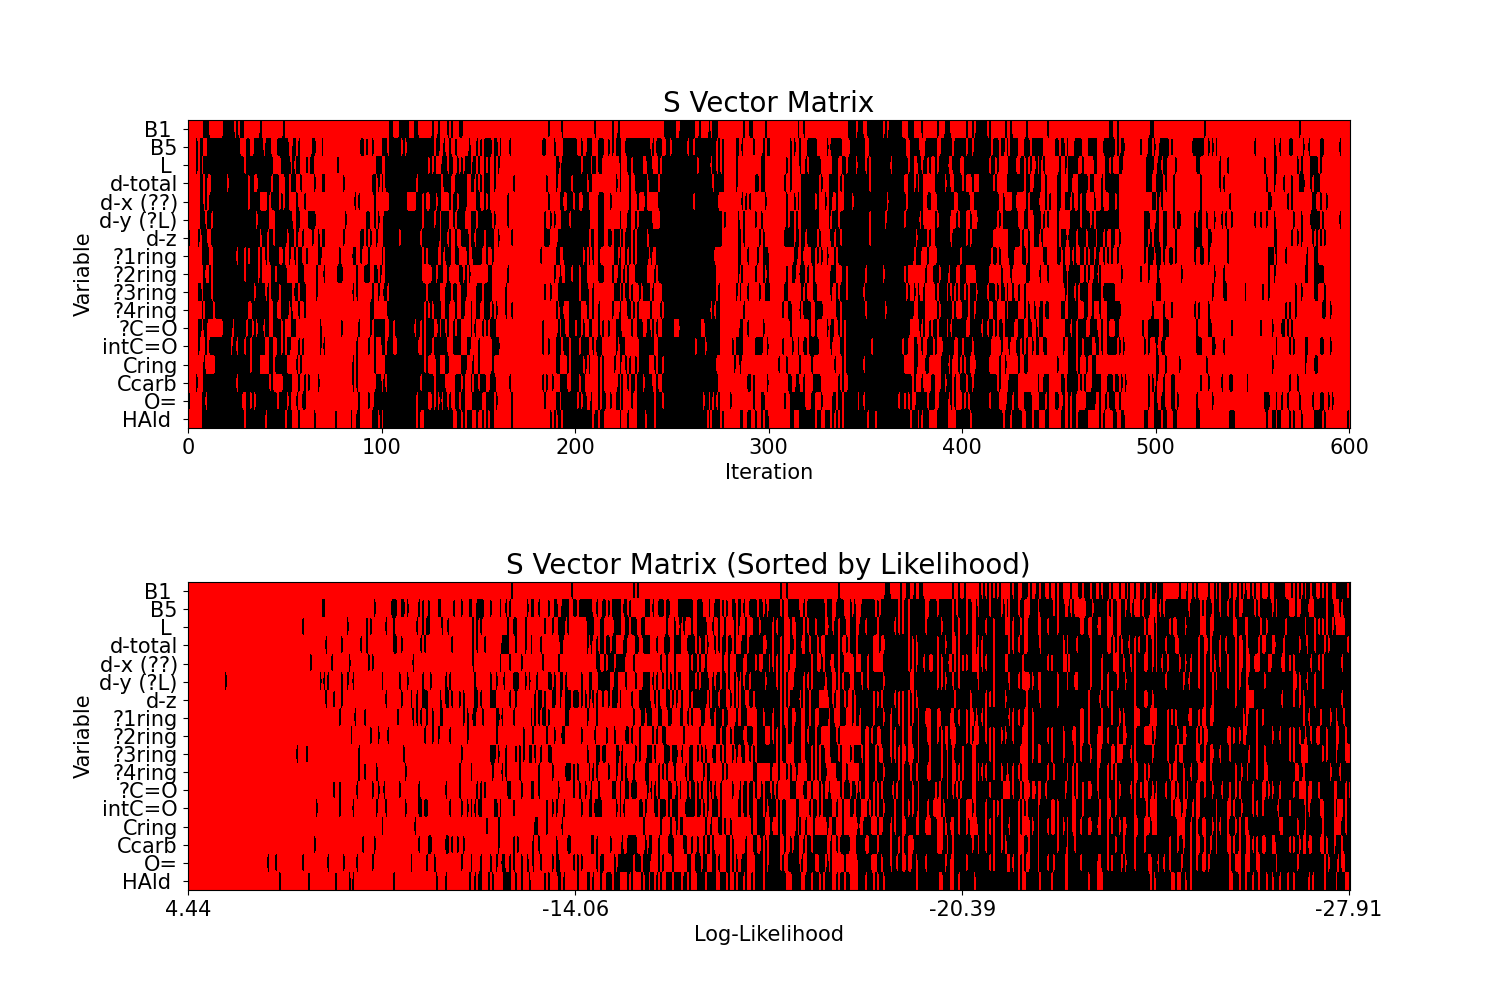 S Vector Matrix
Variable
B1
B5
L
d-total
d-x (??)
d-y (?L)
d-z
?1ring
?2ring
?3ring
?4ring
?C=O
intC=O
Cring
Ccarb
O=
HAld
0 100 200 300 400 500 600
Iteration
S Vector Matrix (Sorted by Likelihood)
Variable
B1
B5
L
d-total
d-x (??)
d-y (?L)
d-z
?1ring
?2ring
?3ring
?4ring
?C=O
intC=O
Cring
Ccarb
O=
HAld
4.44 -14.06 -20.39 -27.91
Log-Likelihood